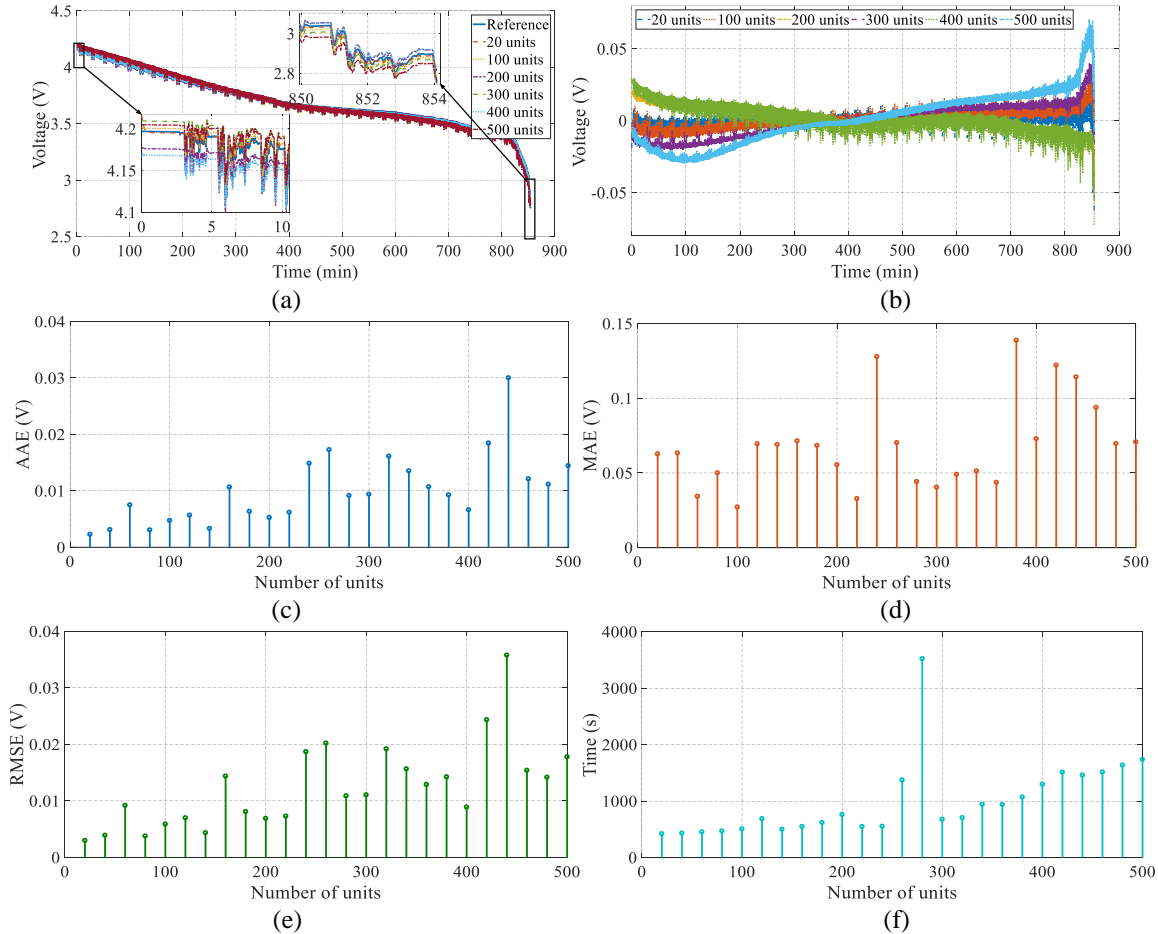 Reference
20 units
100 units
200 units
300 units
400 units
500 units
3
2.8
850
852
854
4.2
4.15
4.1
0
5
10
4.5
4
3.5
3
2.5
Voltage (V)
0 100 200 300 400 500 600 700 800 900
Time (min)
(a)
20 units 100 units 200 units 300 units 400 units 500 units
0.05
0
-0.05
Voltage (V)
0 100 200 300 400 500 600 700 800 900
Time (min)
(b)
0.04
0.03
0.02
0.01
0
AAE (V)
0 100 200 300 400 500
Number of units
(c)
0.15
0.1
0.05
0
MAE (V)
0 100 200 300 400 500
Number of units
(d)
0.04
0.03
0.02
0.01
0
RMSE (V)
0 100 200 300 400 500
Number of units
(e)
4000
3000
2000
1000
0
Time (s)
0 100 200 300 400 500
Number of units
(f)